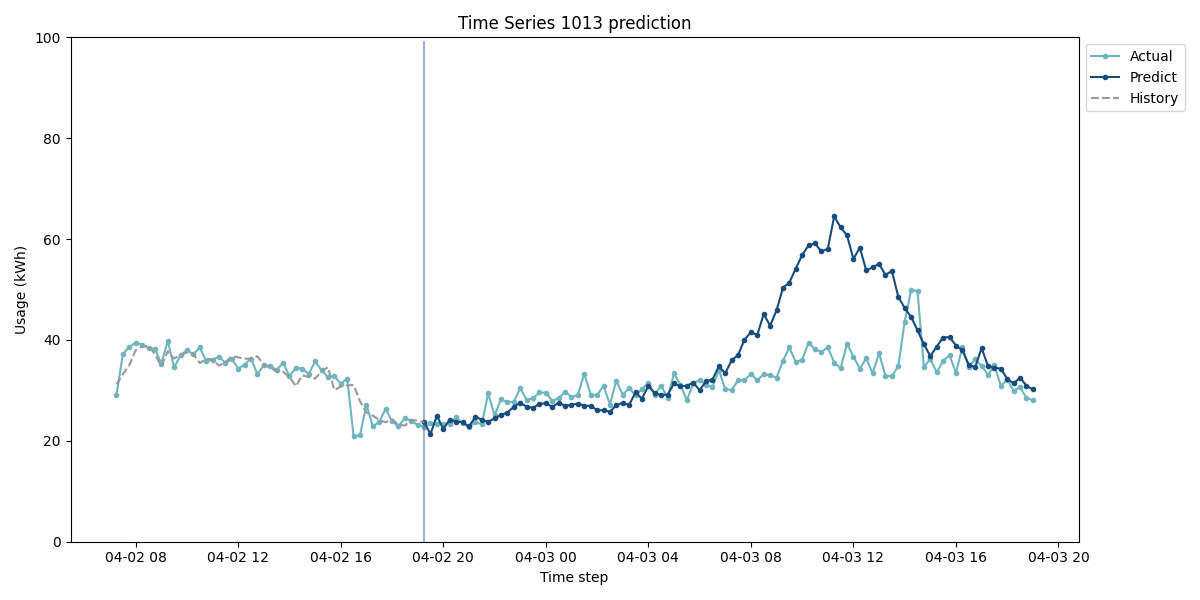 Time Series 1013 prediction
Actual
Predict
History
Usage (kWh)
100
80
60
40
20
0
04-02 08 04-02 12 04-02 16 04-02 20 04-03 00 04-03 04 04-03 08 04-03 12 04-03 16 04-03 20
Time step